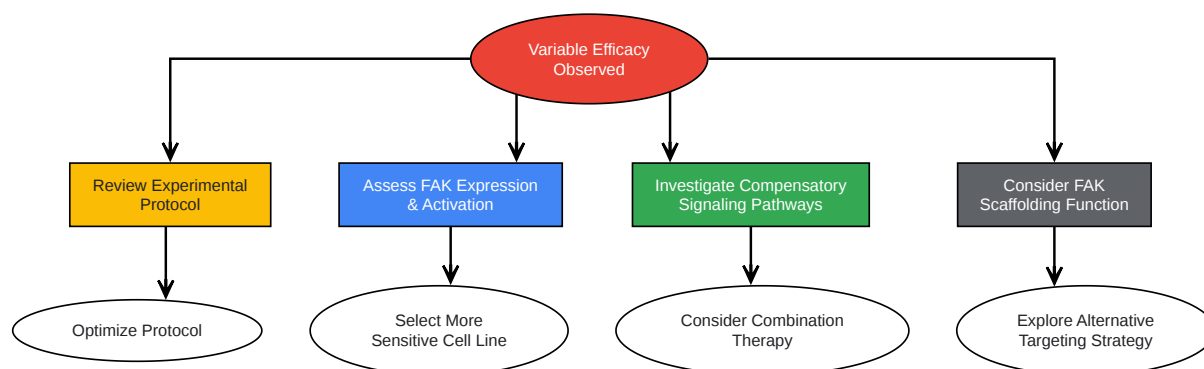 Variable Efficacy
Observed
Review Experimental
Protocol
Assess FAK Expression
& Activation
Investigate Compensatory
Signaling Pathways
Consider FAK
Scaffolding Function
Optimize Protocol
Select More
Sensitive Cell Line
Consider Combination
Therapy
Explore Alternative
Targeting Strategy